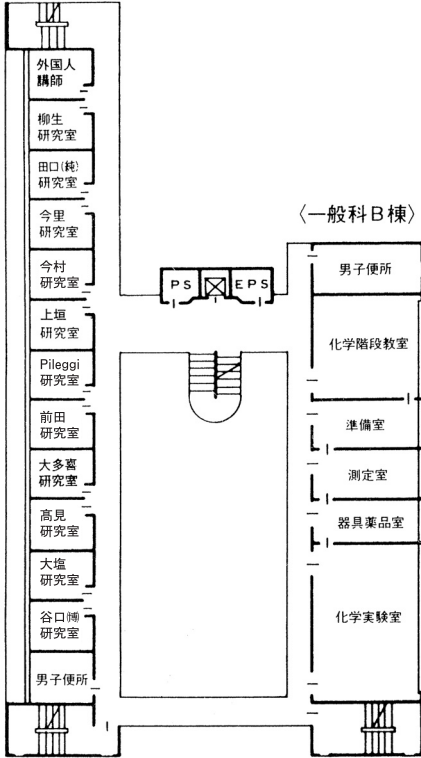 外国人
講師
柳生
研究室
田口(純)
研究室
今里
研究室
今村
研究室
上垣
研究室
Pileggi
研究室
前田
研究室
大多喜
研究室
髙見
研究室
大塩
研究室
谷口(博)
研究室
男子便所
PS
EPS
〈一般科B棟〉
男子便所
化学階段教室
準備室
測定室
器具薬品室
化学実験室